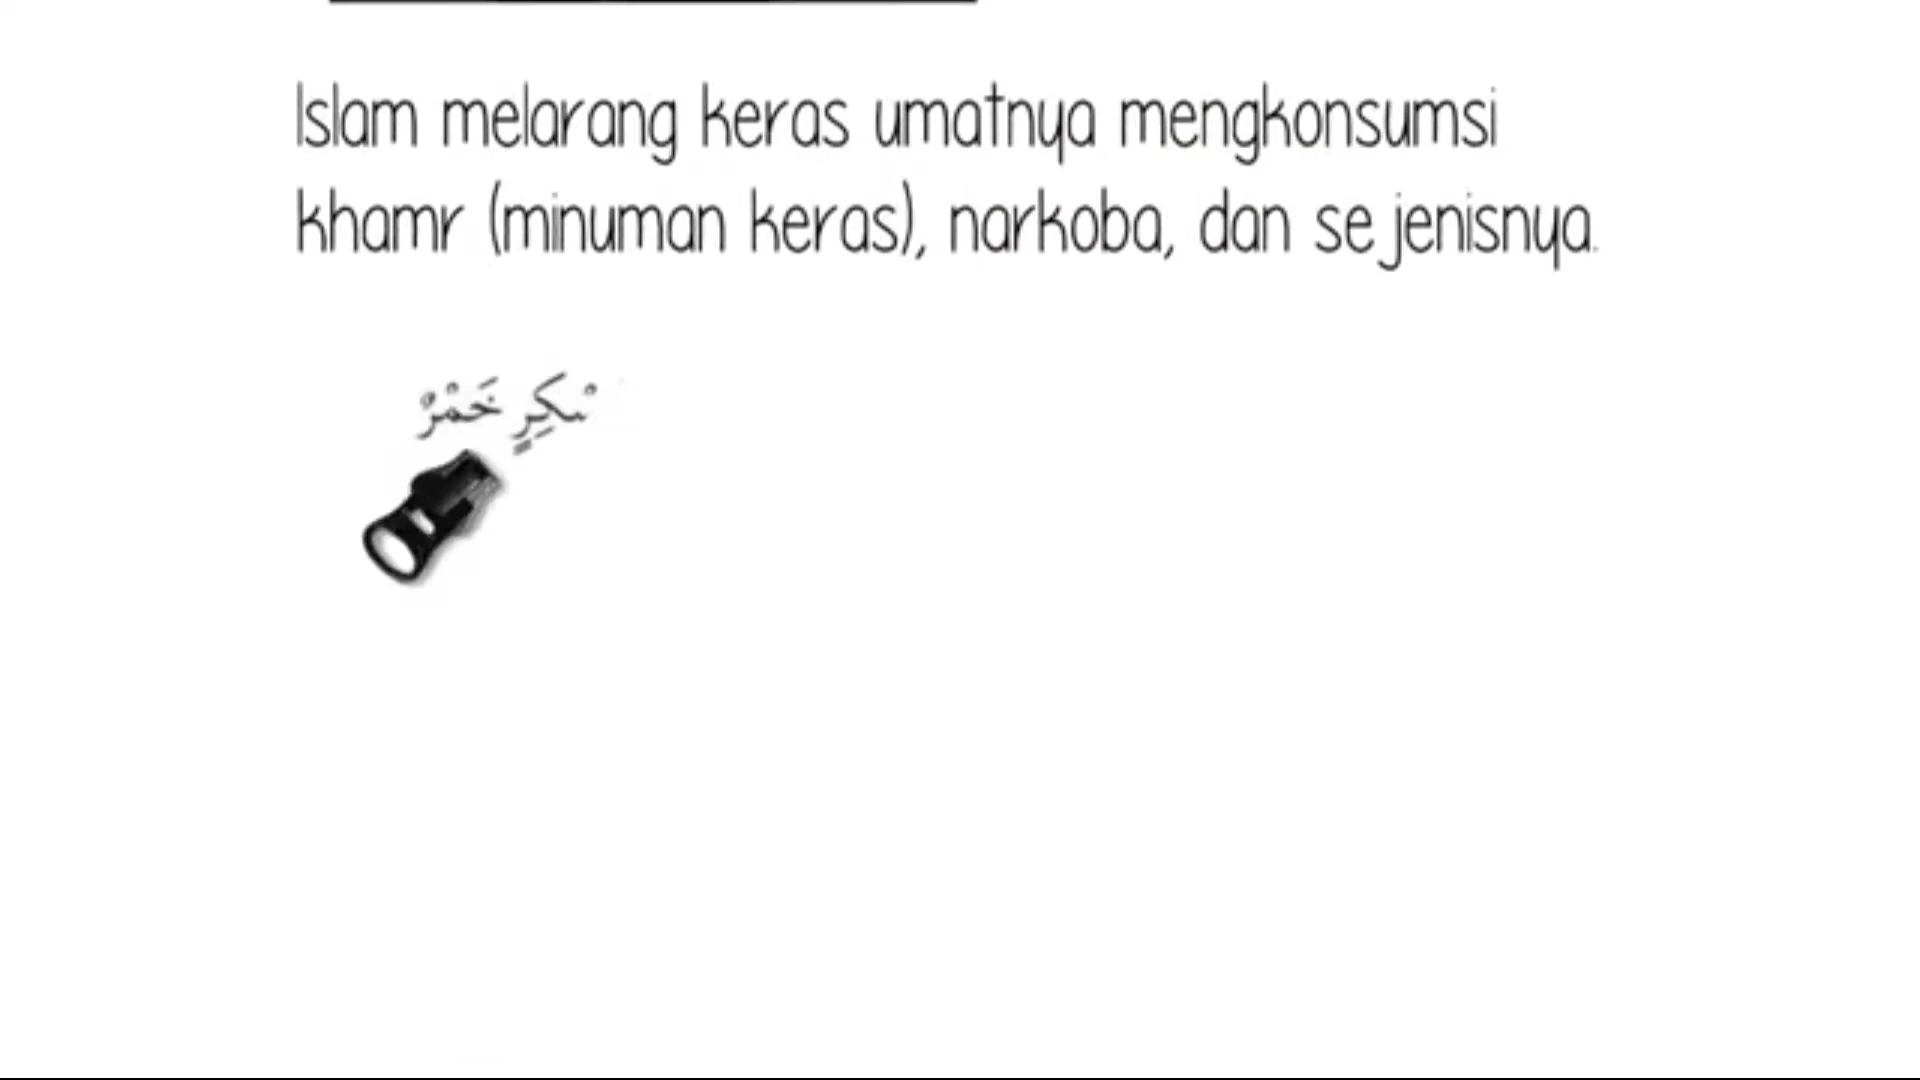 Islam melarang keras umatnya mengkonsumsi
khamr (minuman keras), narkoba, dan sejenisnya.
خَمْرٌ